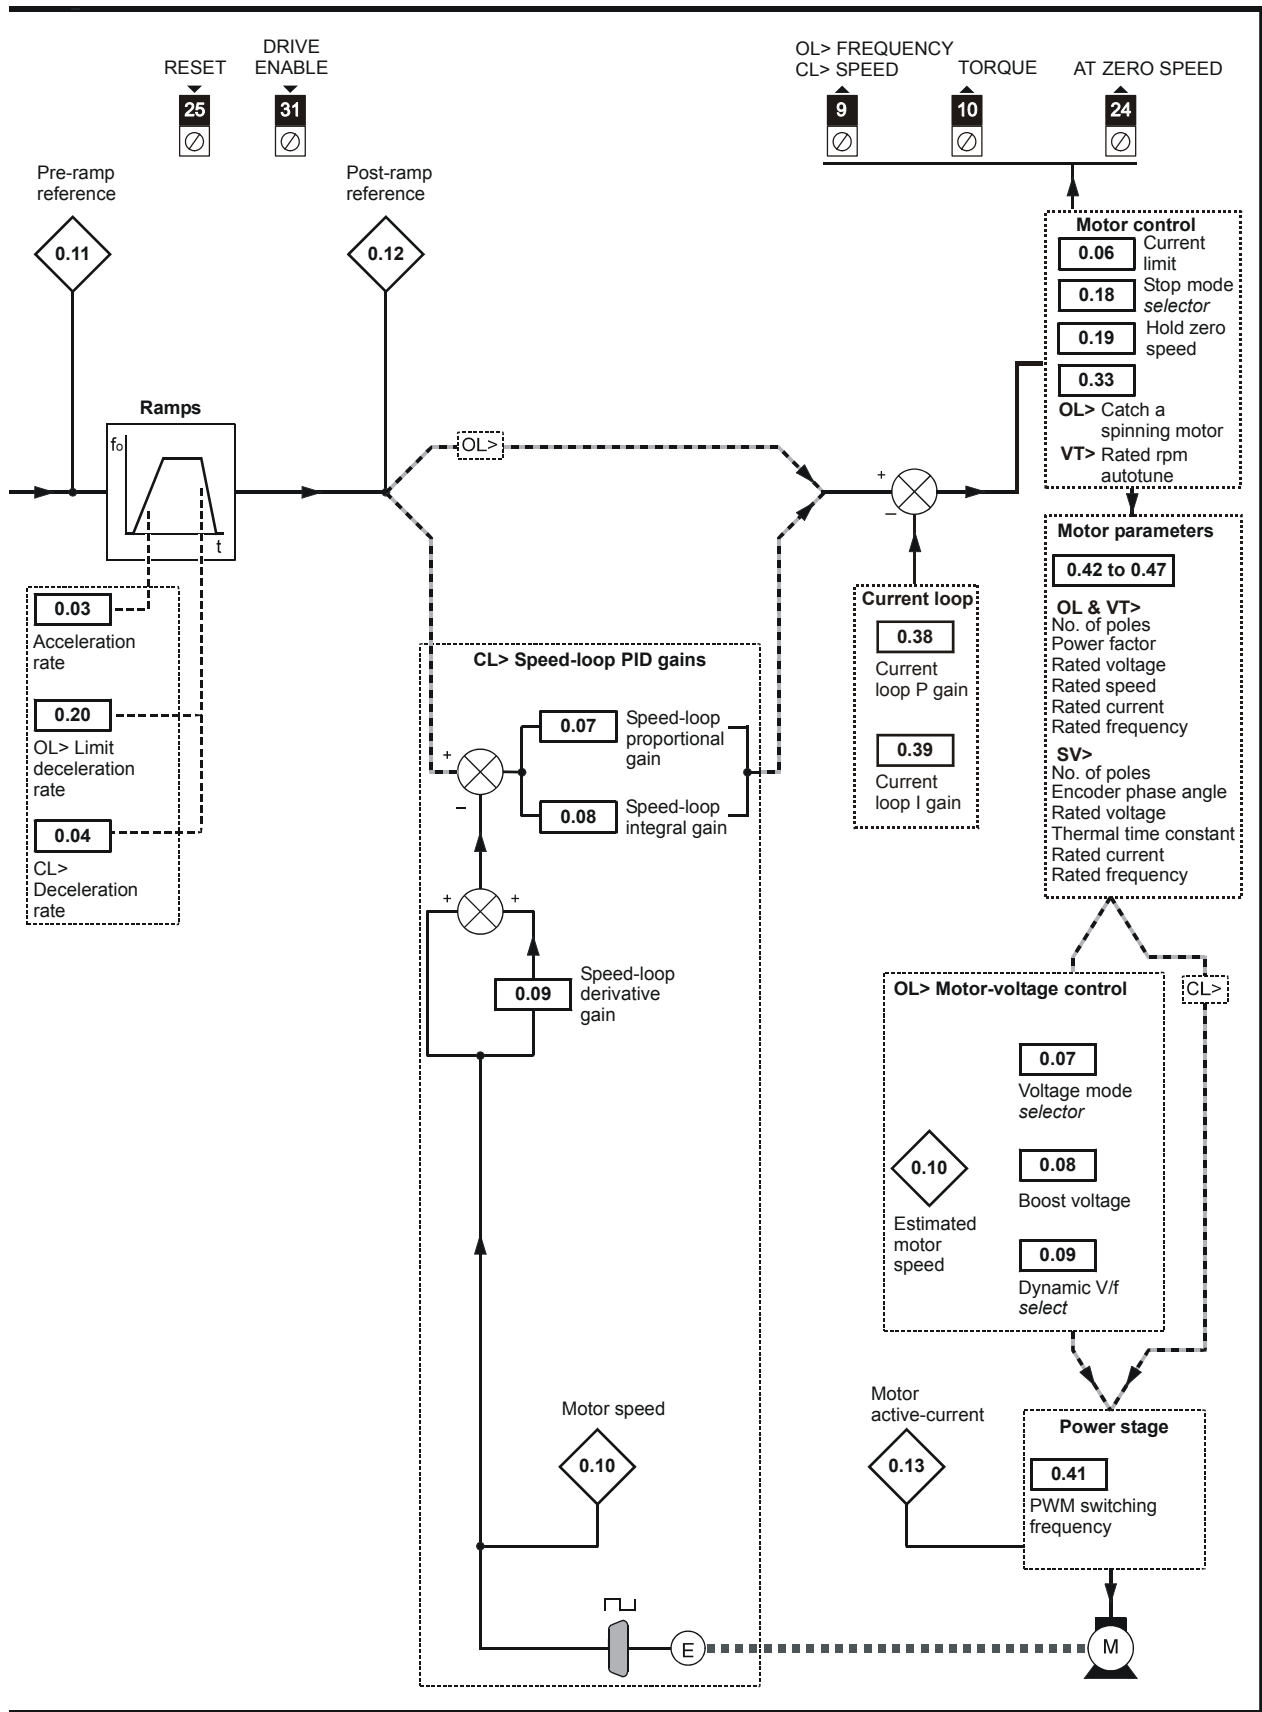 RESET
DRIVE
ENABLE
OL> FREQUENCY
CL> SPEED
TORQUE
AT ZERO SPEED
25
31
9
10
24
Pre-ramp
reference
0.11
Post-ramp
reference
0.12
Motor control
0.06
Current
limit
0.18
Stop mode
selector
0.19
Hold zero
speed
0.33
OL> Catch a
spinning motor
VT> Rated rpm
autotune
Ramps
fo
t
OL>
+
–
0.03
Acceleration
rate
0.20
OL> Limit
deceleration
rate
0.04
CL>
Deceleration
rate
CL> Speed-loop PID gains
+
–
0.07
Speed-loop
proportional
gain
0.08
Speed-loop
integral gain
+
+
0.09
Speed-loop
derivative
gain
Current loop
0.38
Current
loop P gain
0.39
Current
loop I gain
Motor parameters
0.42 to 0.47
OL & VT>
No. of poles
Power factor
Rated voltage
Rated speed
Rated current
Rated frequency
SV>
No. of poles
Encoder phase angle
Rated voltage
Thermal time constant
Rated current
Rated frequency
OL> Motor-voltage control
CL>
0.07
Voltage mode
selector
0.10
Estimated
motor
speed
0.08
Boost voltage
0.09
Dynamic V/f
select
Motor speed
0.10
Motor
active-current
0.13
Power stage
0.41
PWM switching
frequency
E
M